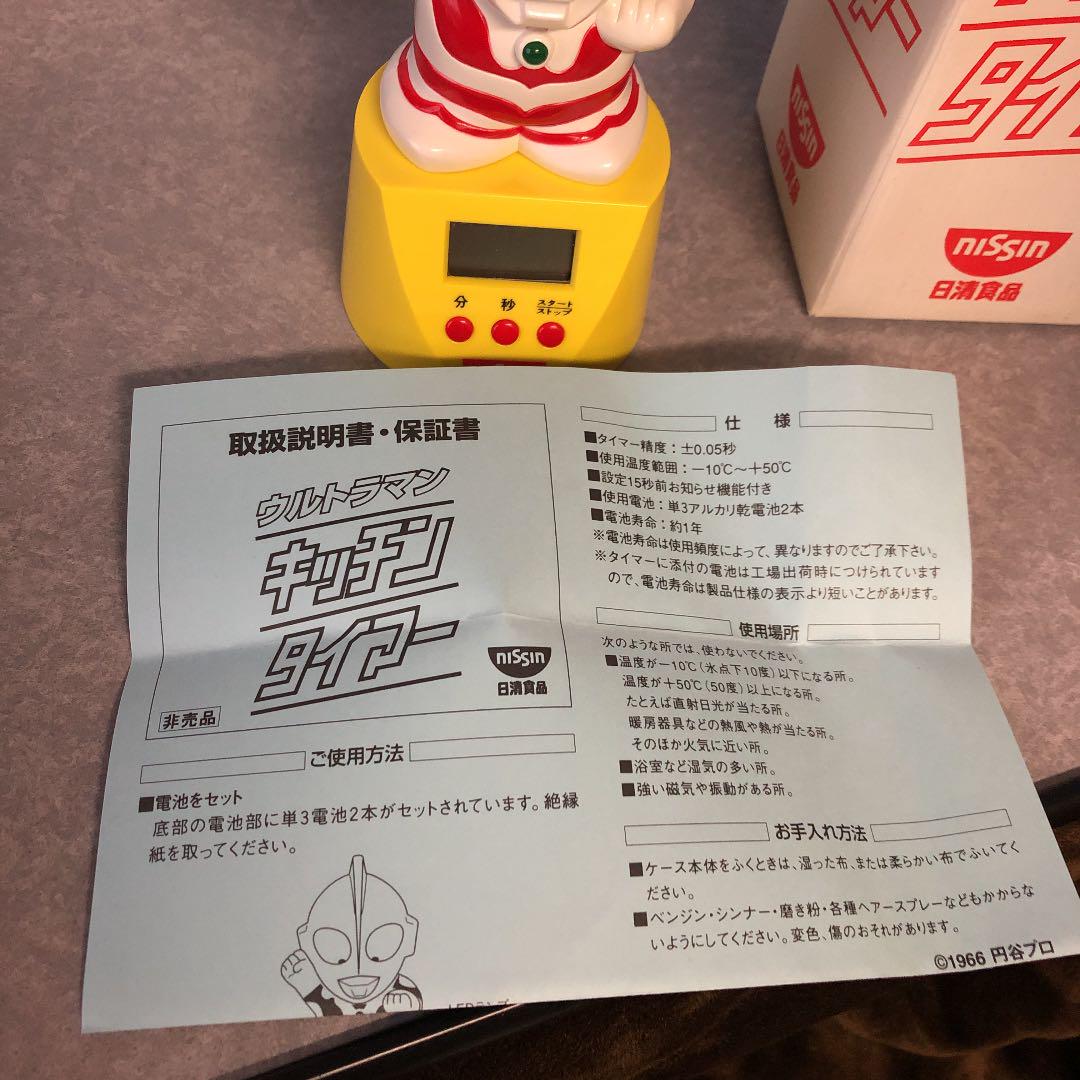 タイ
nissin
日清食品
nissin
日清食品
分 秒 スタート
ストップ
取扱説明書・保証書
ウルトラマン
キッチン
タイマー
nissin
日清食品
非売品
ご使用方法
■電池をセット
底部の電池部に単3電池2本がセットされています。絶縁
紙を取ってください。
仕 様
■タイマー精度：±0.05秒
■使用温度範囲：－10℃～＋50℃
■設定15秒前お知らせ機能付き
■使用電池：単3アルカリ乾電池2本
■電池寿命：約1年
※電池寿命は使用頻度によって、異なりますのでご了承下さい。
※タイマーに添付の電池は工場出荷時につけられています
ので、電池寿命は製品仕様の表示より短いことがあります。
使用場所
次のような所では、使わないでください。
■温度が－10℃（氷点下10度）以下になる所。
温度が＋50℃（50度）以上になる所。
たとえば直射日光が当たる所。
暖房器具などの熱風や熱が当たる所。
そのほか火気に近い所。
■浴室など湿気の多い所。
■強い磁気や振動がある所。
お手入れ方法
■ケース本体をふくときは、湿った布、または柔らかい布でふいてく
ださい。
■ベンジン・シンナー・磨き粉・各種ヘアースプレーなどもかからな
いようにしてください。変色、傷のおそれがあります。
©1966 円谷プロ